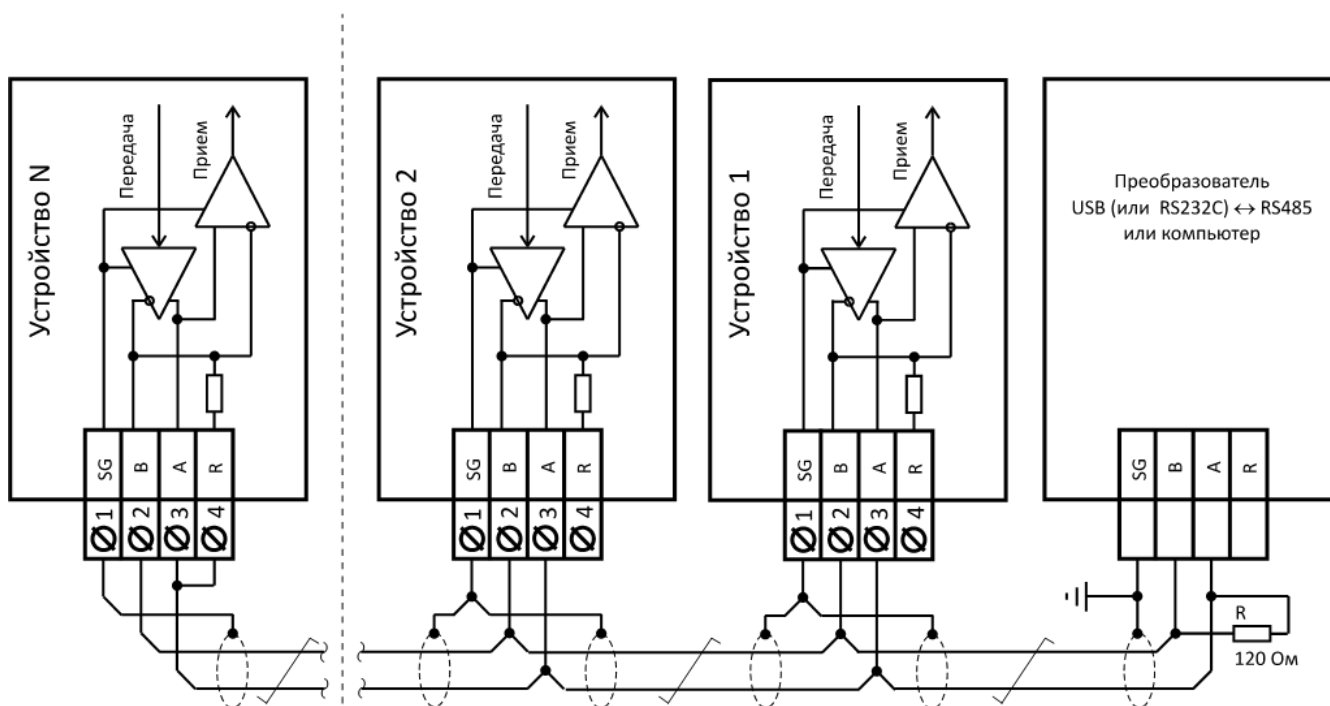 Устройство N
Передача
Прием
SG
B
A
R
1
2
3
4
Устройство 2
Передача
Прием
SG
B
A
R
1
2
3
4
Устройство 1
Передача
Прием
SG
B
A
R
1
2
3
4
Преобразователь
USB (или RS232C) ↔ RS485
или компьютер
SG
B
A
R
R
120 Ом